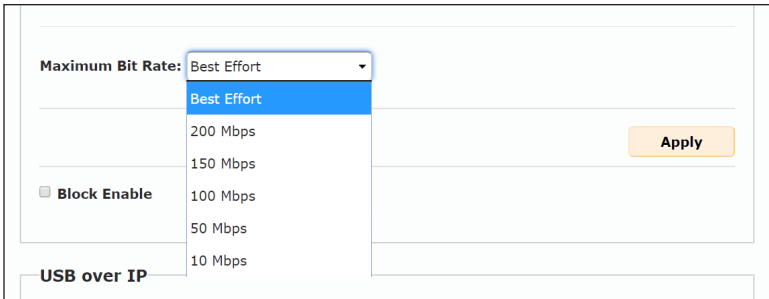 Maximum Bit Rate: Best Effort
Best Effort
200 Mbps
150 Mbps
Apply
Block Enable
100 Mbps
50 Mbps
10 Mbps
USB over IP